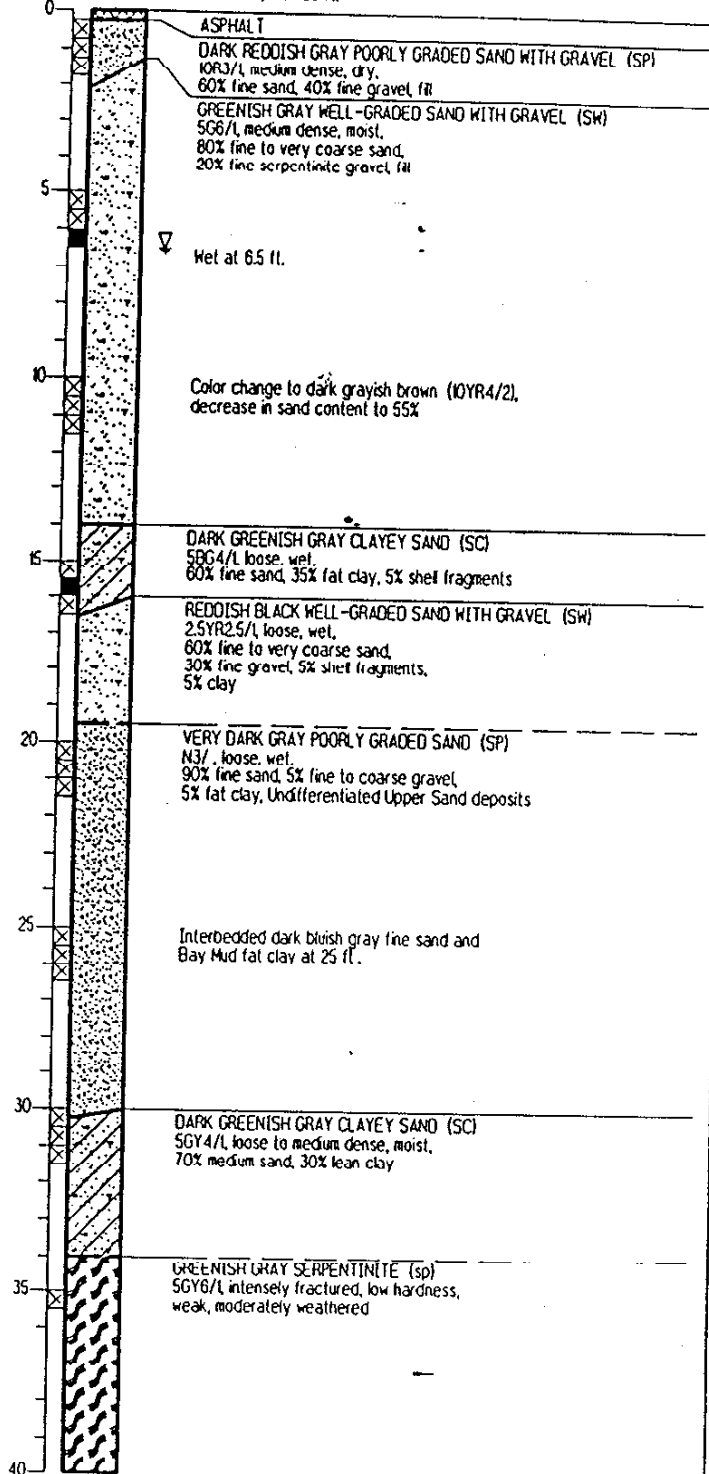 0
ASPHALT
DARK REDDISH GRAY POORLY GRADED SAND WITH GRAVEL (SP)
10R3/1, medium dense, dry,
60% fine sand, 40% fine gravel, fill
GREENISH GRAY WELL-GRADED SAND WITH GRAVEL (SW)
5G6/1, medium dense, moist,
80% fine to very coarse sand,
20% fine serpentinite gravel, fill
5
Wet at 6.5 ft.
10
Color change to dark grayish brown (10YR4/2),
decrease in sand content to 55%
DARK GREENISH GRAY CLAYEY SAND (SC)
15
5BG4/1, loose, wet,
60% fine sand, 35% fat clay, 5% shell fragments
REDDISH BLACK WELL-GRADED SAND WITH GRAVEL (SW)
2.5YR2.5/1, loose, wet,
60% fine to very coarse sand,
30% fine gravel, 5% shell fragments,
5% clay
20
VERY DARK GRAY POORLY GRADED SAND (SP)
N3/, loose, wet,
90% fine sand, 5% fine to coarse gravel,
5% fat clay, Undifferentiated Upper Sand deposits
25
Interbedded dark bluish gray fine sand and
Bay Mud fat clay at 25 ft.
30
DARK GREENISH GRAY CLAYEY SAND (SC)
5GY4/1, loose to medium dense, moist,
70% medium sand, 30% lean clay
GREENISH GRAY SERPENTINITE (sp)
35
5GY6/1, intensely fractured, low hardness,
weak, moderately weathered
40